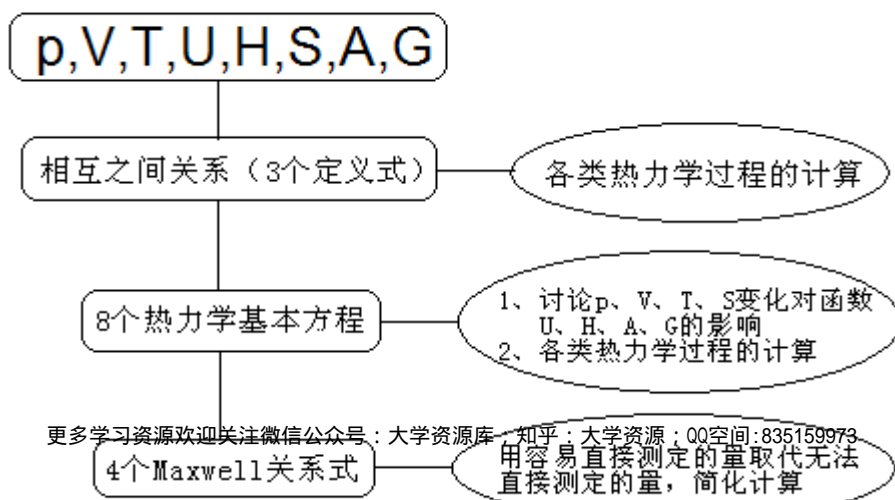 p,V,T,U,H,S,A,G
相互之间关系（3个定义式）
各类热力学过程的计算
8个热力学基本方程
1、讨论p、V、T、S变化对函数
U、H、A、G的影响
2、各类热力学过程的计算
更多学习资源欢迎关注微信公众号：大学资源库；知乎：大学资源；QQ空间:835159973
4个Maxwell关系式
用容易直接测定的量取代无法
直接测定的量，简化计算